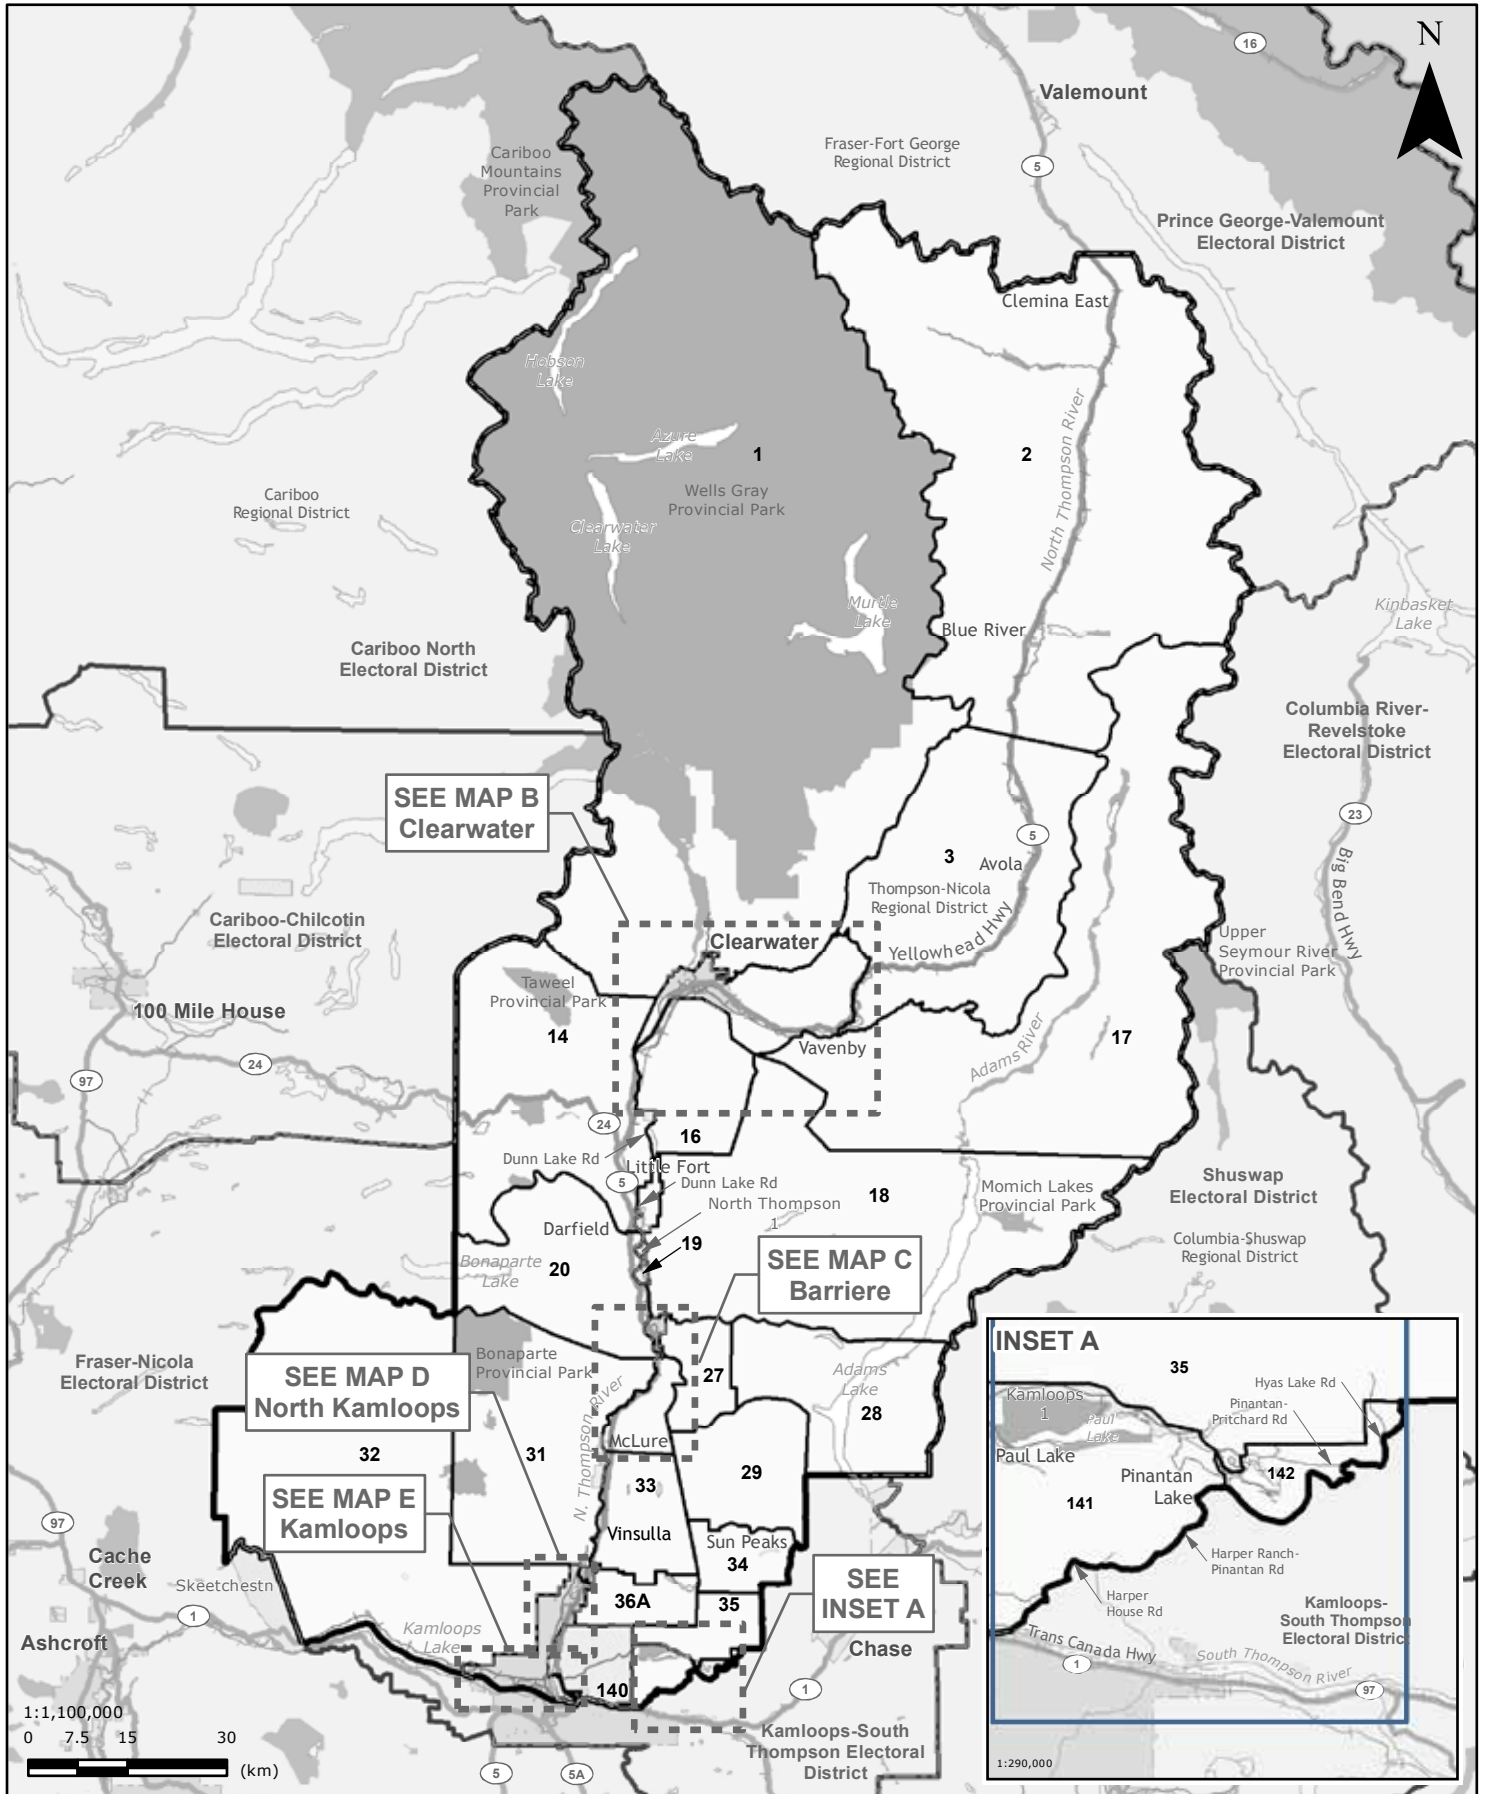 16
N
Valemount
Fraser-Fort George
Regional District
5
Cariboo
Mountains
Provincial
Park
Prince George-Valemount
Electoral District
Clemina East
Hobson
Lake
Azure
Lake
1
2
North Thompson River
Wells Gray
Provincial Park
Cariboo
Regional District
Clearwater
Lake
Murtle
Lake
Kinbasket
Lake
Blue River
Cariboo North
Electoral District
Columbia River-
Revelstoke
Electoral District
SEE MAP B
Clearwater
23
5
3
Avola
Big Bend Hwy
Thompson-Nicola
Regional District
Cariboo-Chilcotin
Electoral District
Yellowhead Hwy
Clearwater
Upper
Seymour River
Provincial Park
Taweel
Provincial Park
100 Mile House
14
Vavenby
17
Adams River
24
97
24
16
Dunn Lake Rd
Little Fort
5
Dunn Lake Rd
North Thompson
1
18
Momich Lakes
Provincial Park
Shuswap
Electoral District
Darfield
19
Columbia-Shuswap
Regional District
Bonaparte
Lake
20
SEE MAP C
Barriere
Fraser-Nicola
Electoral District
Bonaparte
Provincial Park
SEE MAP D
North Kamloops
27
Adams
Lake
28
N. Thompson River
McLure
32
31
29
33
SEE MAP E
Kamloops
97
Vinsulla
Sun Peaks
34
Cache
Creek
Skeetchestn
36A
35
SEE
INSET A
1
Kamloops
Lake
Ashcroft
Chase
140
1
1:1,100,000
0 7.5 15 30
(km)
Kamloops-South
Thompson Electoral
District
5
5A
INSET A
35
Hyas Lake Rd
Kamloops
1
Pinantan-
Pritchard Rd
Paul
Lake
Paul Lake
Pinantan
Lake
142
141
Harper Ranch-
Pinantan Rd
Harper
House Rd
Kamloops-
South Thompson
Electoral District
Trans Canada Hwy
1
South Thompson River
97
1:290,000